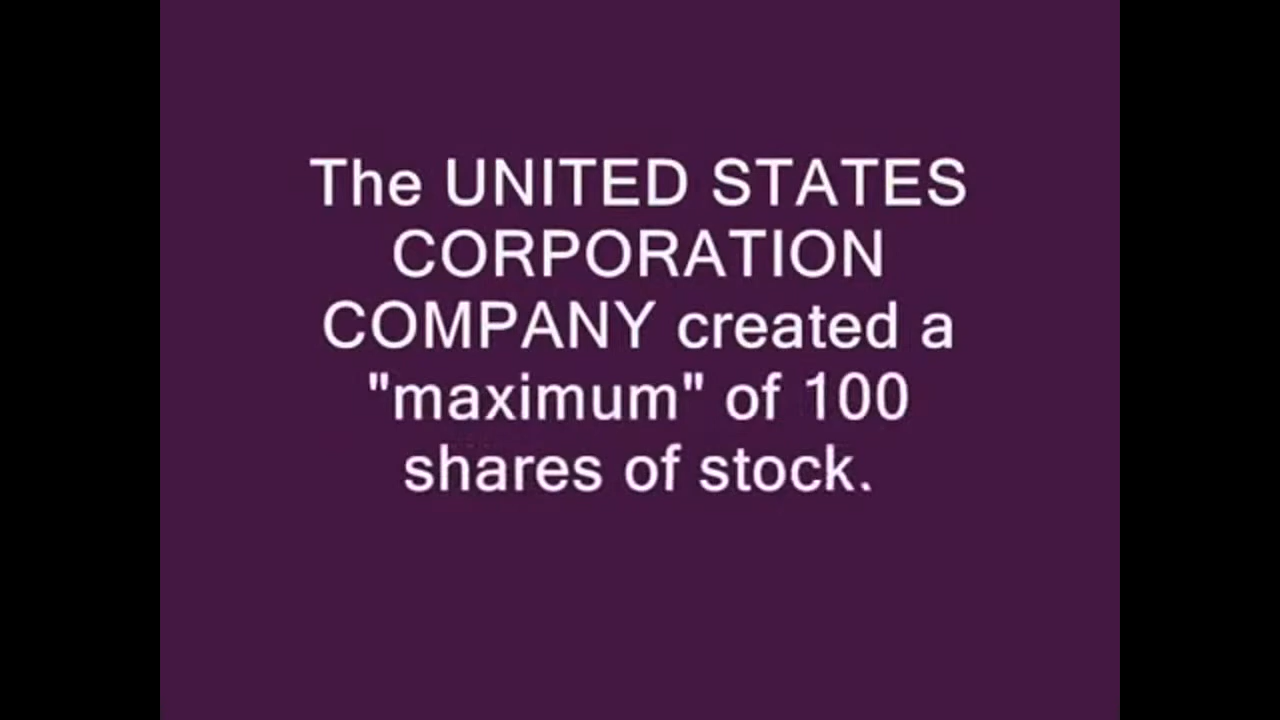 The UNITED STATES
CORPORATION
COMPANY created a
"maximum" of 100
shares of stock.